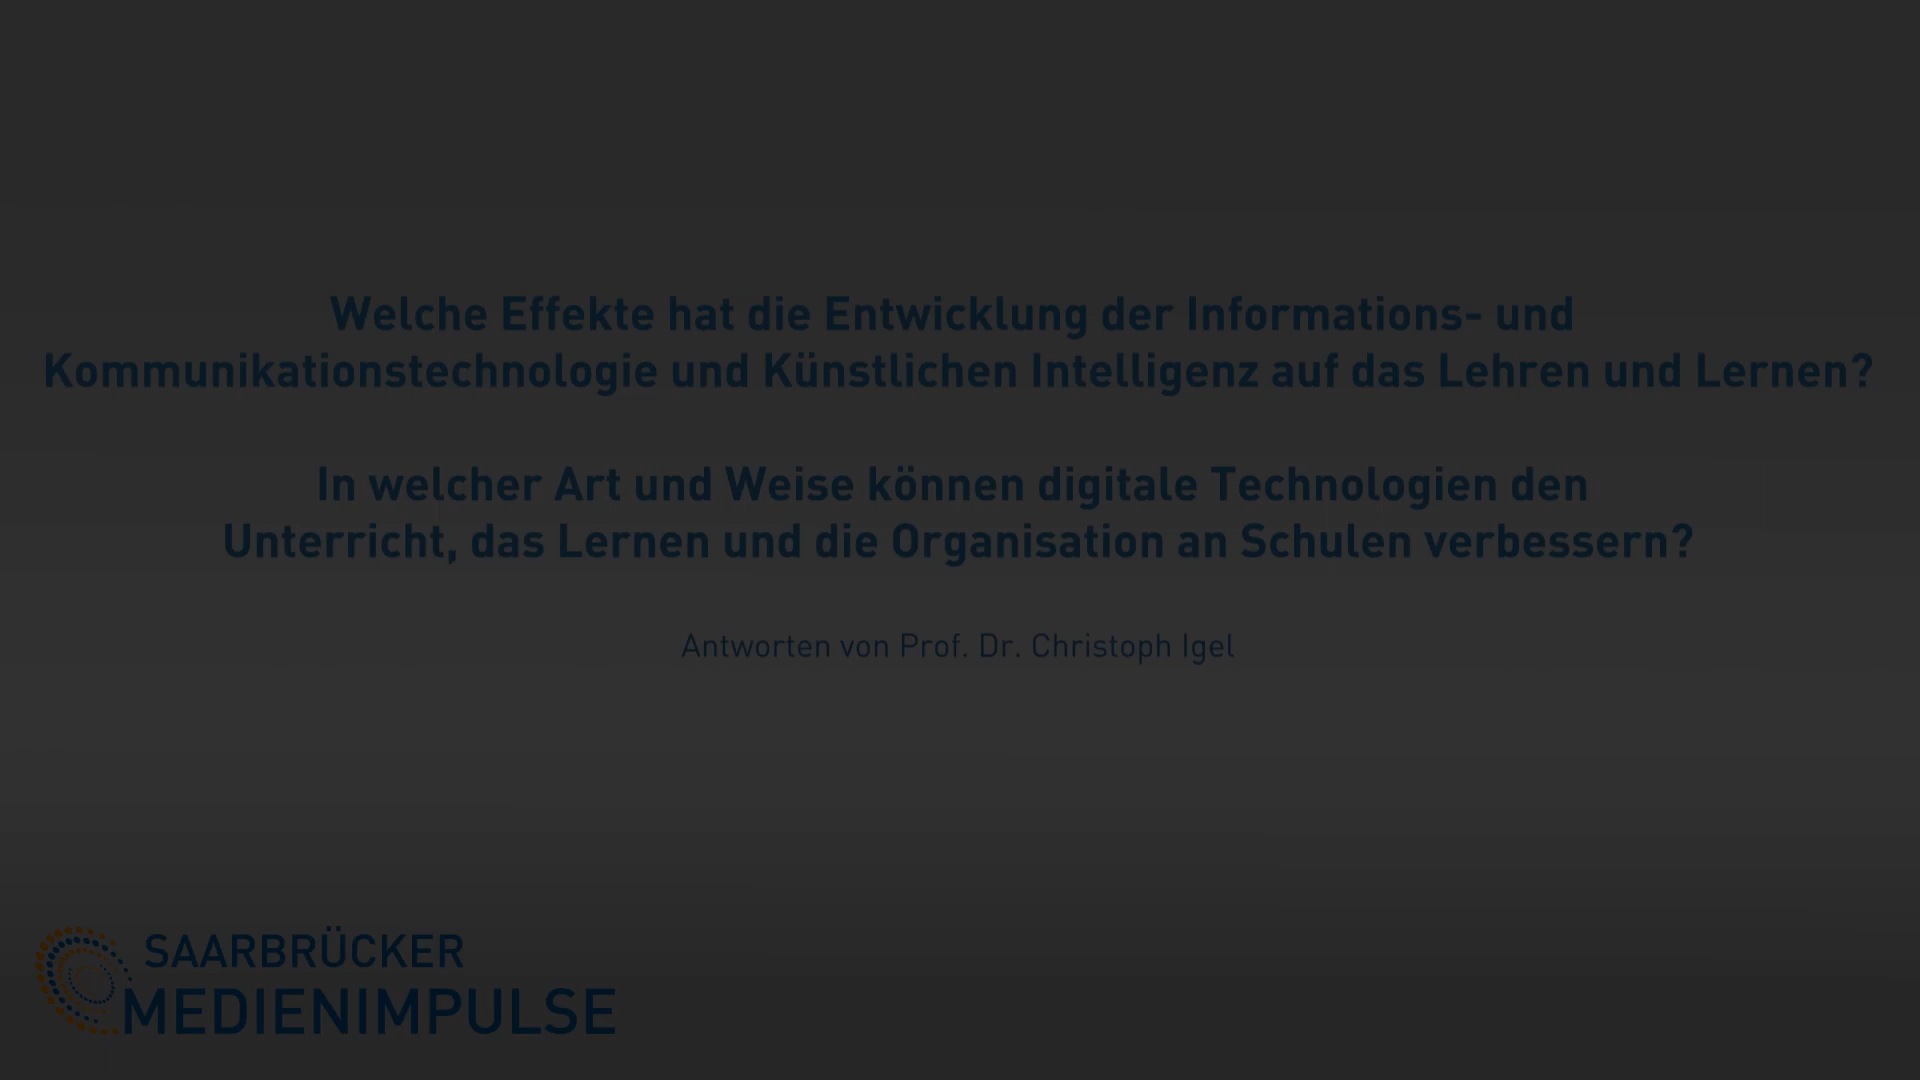 Welche Effekte hat die Entwicklung der Informations- und
Kommunikationstechnologie und Künstlichen Intelligenz auf das Lehren und Lernen?
In welcher Art und Weise können digitale Technologien den
Unterricht, das Lernen und die Organisation an Schulen verbessern?
Antworten von Prof. Dr. Christoph Igel
SAARBRÜCKER
MEDIENIMPULSE